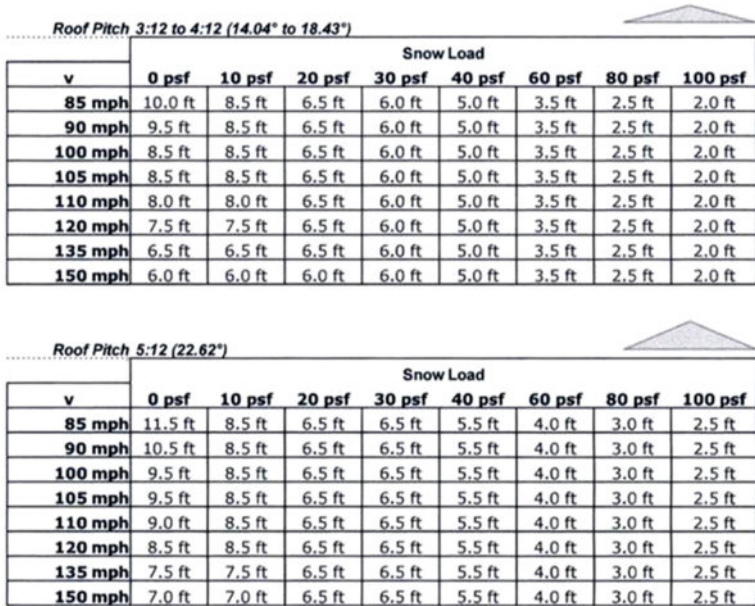 Roof Pitch 3:12 to 4:12 (14.04° to 18.43°)
Snow Load
v 0 psf 10 psf 20 psf 30 psf 40 psf 60 psf 80 psf 100 psf
85 mph 10.0 ft 8.5 ft 6.5 ft 6.0 ft 5.0 ft 3.5 ft 2.5 ft 2.0 ft
90 mph 9.5 ft 8.5 ft 6.5 ft 6.0 ft 5.0 ft 3.5 ft 2.5 ft 2.0 ft
100 mph 8.5 ft 8.5 ft 6.5 ft 6.0 ft 5.0 ft 3.5 ft 2.5 ft 2.0 ft
105 mph 8.5 ft 8.5 ft 6.5 ft 6.0 ft 5.0 ft 3.5 ft 2.5 ft 2.0 ft
110 mph 8.0 ft 8.0 ft 6.5 ft 6.0 ft 5.0 ft 3.5 ft 2.5 ft 2.0 ft
120 mph 7.5 ft 7.5 ft 6.5 ft 6.0 ft 5.0 ft 3.5 ft 2.5 ft 2.0 ft
135 mph 6.5 ft 6.5 ft 6.5 ft 6.0 ft 5.0 ft 3.5 ft 2.5 ft 2.0 ft
150 mph 6.0 ft 6.0 ft 6.0 ft 6.0 ft 5.0 ft 3.5 ft 2.5 ft 2.0 ft
Roof Pitch 5:12 (22.62°)
Snow Load
v 0 psf 10 psf 20 psf 30 psf 40 psf 60 psf 80 psf 100 psf
85 mph 11.5 ft 8.5 ft 6.5 ft 6.5 ft 5.5 ft 4.0 ft 3.0 ft 2.5 ft
90 mph 10.5 ft 8.5 ft 6.5 ft 6.5 ft 5.5 ft 4.0 ft 3.0 ft 2.5 ft
100 mph 9.5 ft 8.5 ft 6.5 ft 6.5 ft 5.5 ft 4.0 ft 3.0 ft 2.5 ft
105 mph 9.5 ft 8.5 ft 6.5 ft 6.5 ft 5.5 ft 4.0 ft 3.0 ft 2.5 ft
110 mph 9.0 ft 8.5 ft 6.5 ft 6.5 ft 5.5 ft 4.0 ft 3.0 ft 2.5 ft
120 mph 8.5 ft 8.5 ft 6.5 ft 6.5 ft 5.5 ft 4.0 ft 3.0 ft 2.5 ft
135 mph 7.5 ft 7.5 ft 6.5 ft 6.5 ft 5.5 ft 4.0 ft 3.0 ft 2.5 ft
150 mph 7.0 ft 7.0 ft 6.5 ft 6.5 ft 5.5 ft 4.0 ft 3.0 ft 2.5 ft